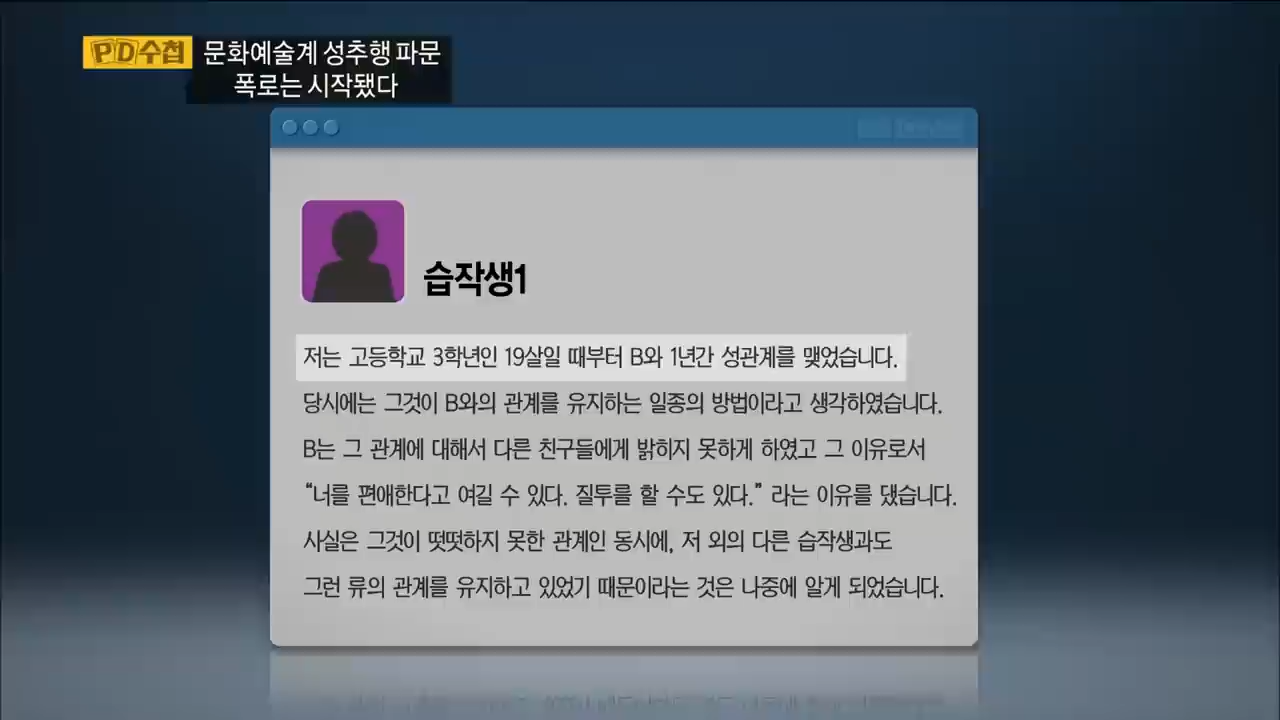 PD수첩
문화예술계 성추행 파문
폭로는 시작됐다
습작생1
저는 고등학교 3학년인 19살일 때부터 B와 1년간 성관계를 맺었습니다.
당시에는 그것이 B와의 관계를 유지하는 일종의 방법이라고 생각하였습니다.
B는 그 관계에 대해서 다른 친구들에게 밝히지 못하게 하였고 그 이유로서
“너를 편애한다고 여길 수 있다. 질투를 할 수도 있다.” 라는 이유를 댔습니다.
사실은 그것이 떳떳하지 못한 관계인 동시에, 저 외의 다른 습작생과도
그런 류의 관계를 유지하고 있었기 때문이라는 것은 나중에 알게 되었습니다.